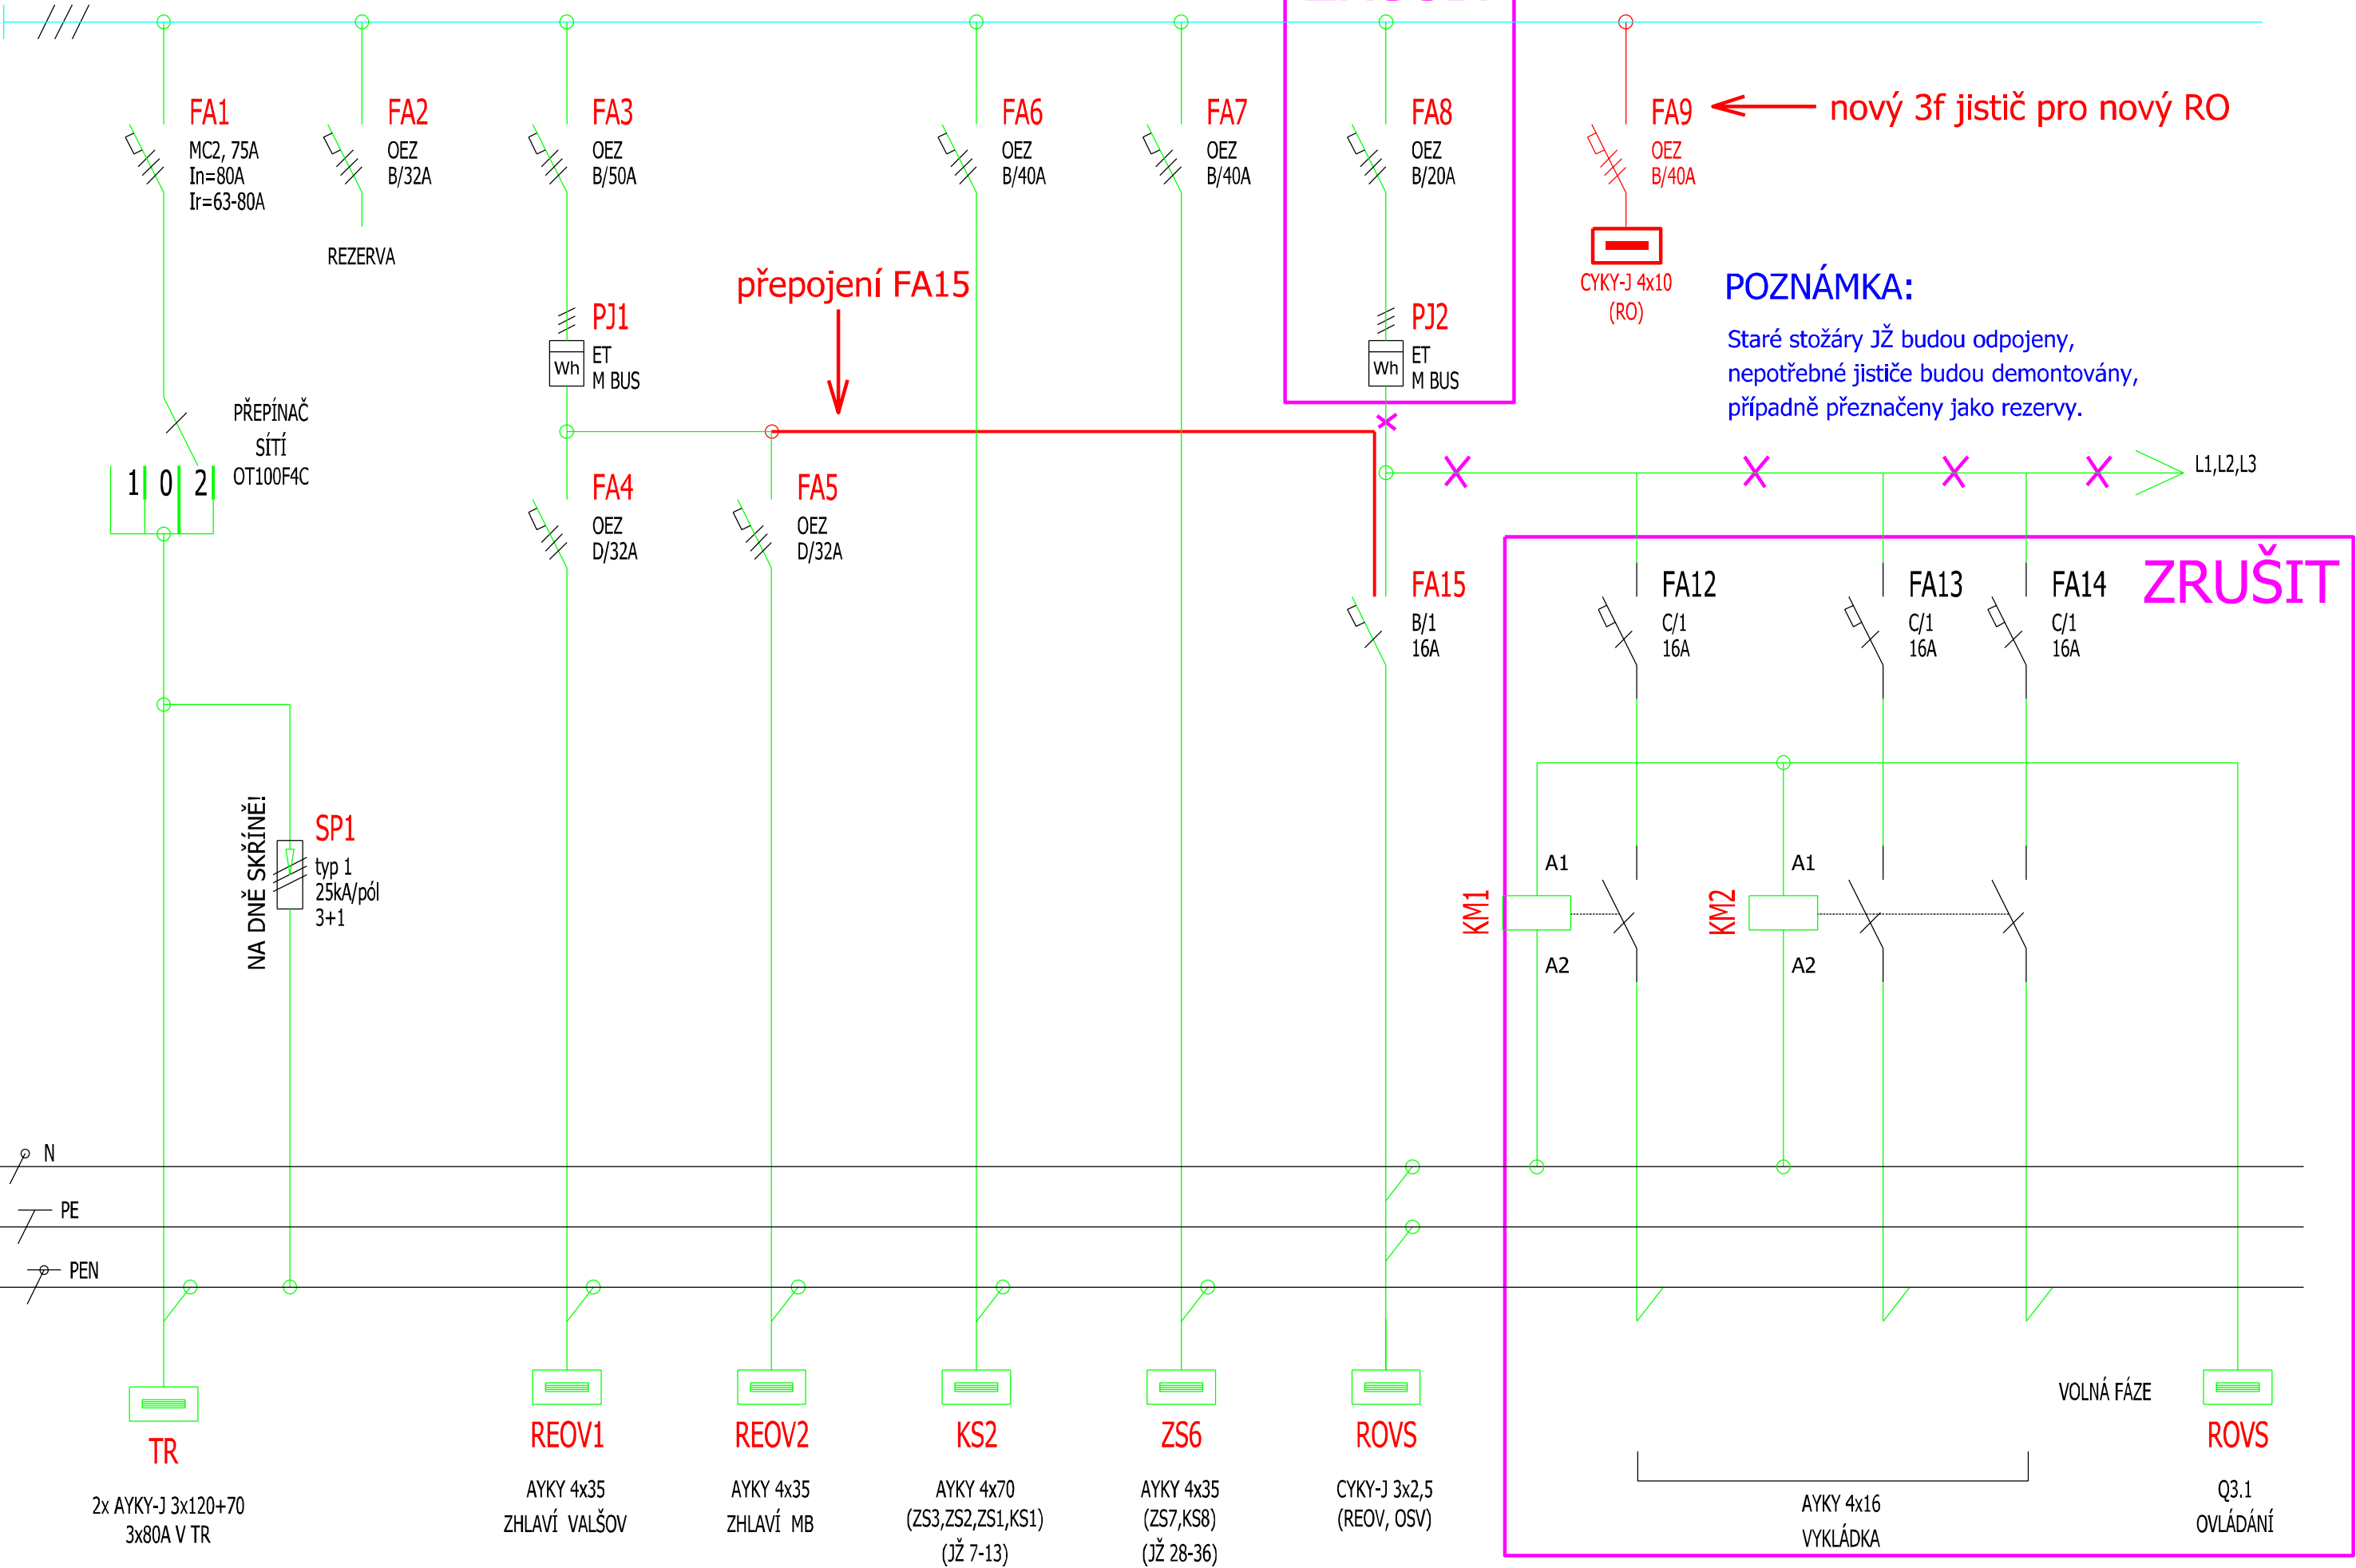 FA1
MC2, 75A
In=80A
Ir=63-80A
FA2
OEZ
B/32A
REZERVA
FA3
OEZ
B/50A
FA6
OEZ
B/40A
FA7
OEZ
B/40A
FA8
OEZ
B/20A
FA9
OEZ
B/40A
nový 3f jistič pro nový RO
CYKY-J 4x10
(RO)
přepojení FA15
PJ1
Wh
ET
M BUS
PJ2
Wh
ET
M BUS
POZNÁMKA:
Staré stožáry JŽ budou odpojeny,
nepotřebné jističe budou demontovány,
případně přeznačeny jako rezervy.
PŘEPÍNAČ
SÍTÍ
OT100F4C
1 0 2
L1,L2,L3
FA4
OEZ
D/32A
FA5
OEZ
D/32A
FA15
B/1
16A
FA12
C/1
16A
FA13
C/1
16A
FA14
C/1
16A
ZRUŠIT
NA DNĚ SKŘÍNĚ!
SP1
typ 1
25kA/pól
3+1
KM1
A1
A2
KM2
A1
A2
N
PE
PEN
TR
2x AYKY-J 3x120+70
3x80A V TR
REOV1
AYKY 4x35
ZHLAVÍ VALŠOV
REOV2
AYKY 4x35
ZHLAVÍ MB
KS2
AYKY 4x70
(ZS3,ZS2,ZS1,KS1)
(JŽ 7-13)
ZS6
AYKY 4x35
(ZS7,KS8)
(JŽ 28-36)
ROVS
CYKY-J 3x2,5
(REOV, OSV)
AYKY 4x16
VYKLÁDKA
VOLNÁ FÁZE
ROVS
Q3.1
OVLÁDÁNÍ